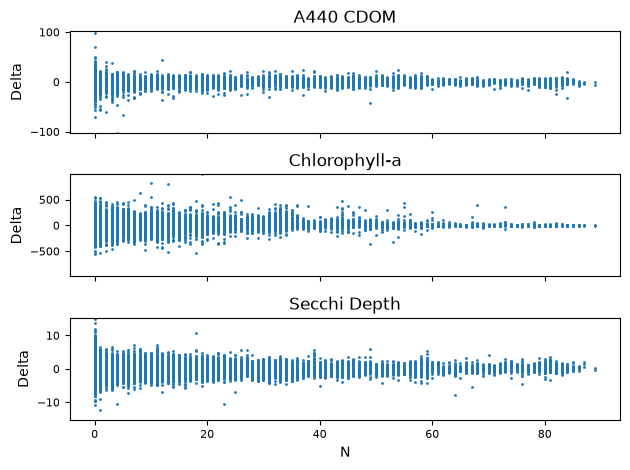 A440 CDOM
100
0
−100
Delta
Chlorophyll-a
500
0
−500
Delta
Secchi Depth
10
0
−10
Delta
0 20 40 60 80
N